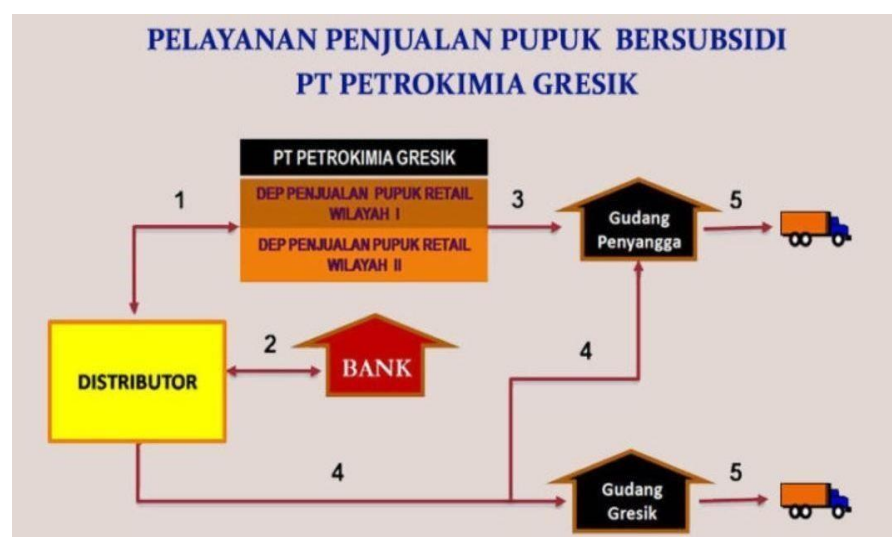 PELAYANAN PENJUALAN PUPUK BERSUBSIDI
PT PETROKIMIA GRESIK
PT PETROKIMIA GRESIK
DEP PENJUALAN PUPUK RETAIL
WILAYAH I
DEP PENJUALAN PUPUK RETAIL
WILAYAH II
1
3
Gudang
Penyangga
5
DISTRIBUTOR
2
BANK
4
4
Gudang
Gresik
5